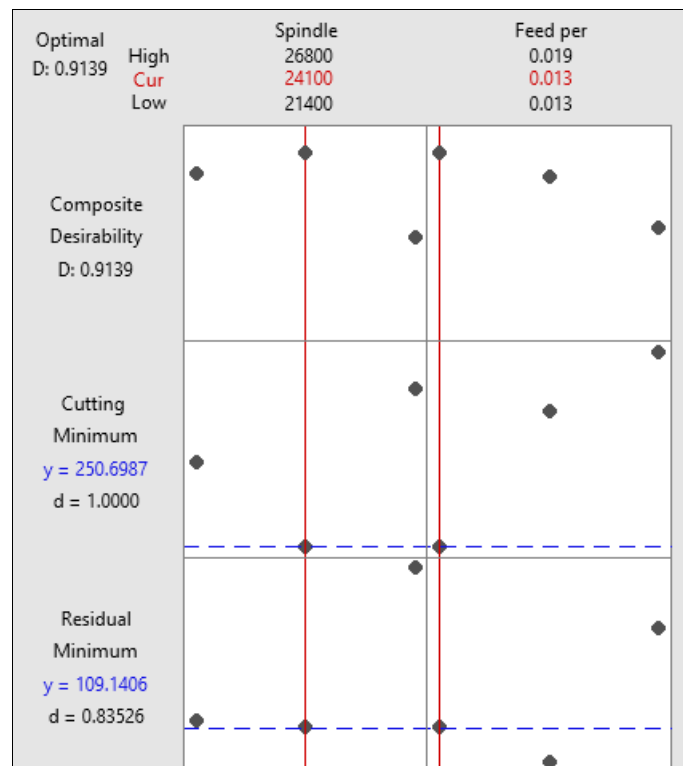 Optimal
D: 0.9139
High
Cur
Low
Spindle
26800
24100
21400
Feed per
0.019
0.013
0.013
Composite
Desirability
D: 0.9139
Cutting
Minimum
y = 250.6987
d = 1.0000
Residual
Minimum
y = 109.1406
d = 0.83526